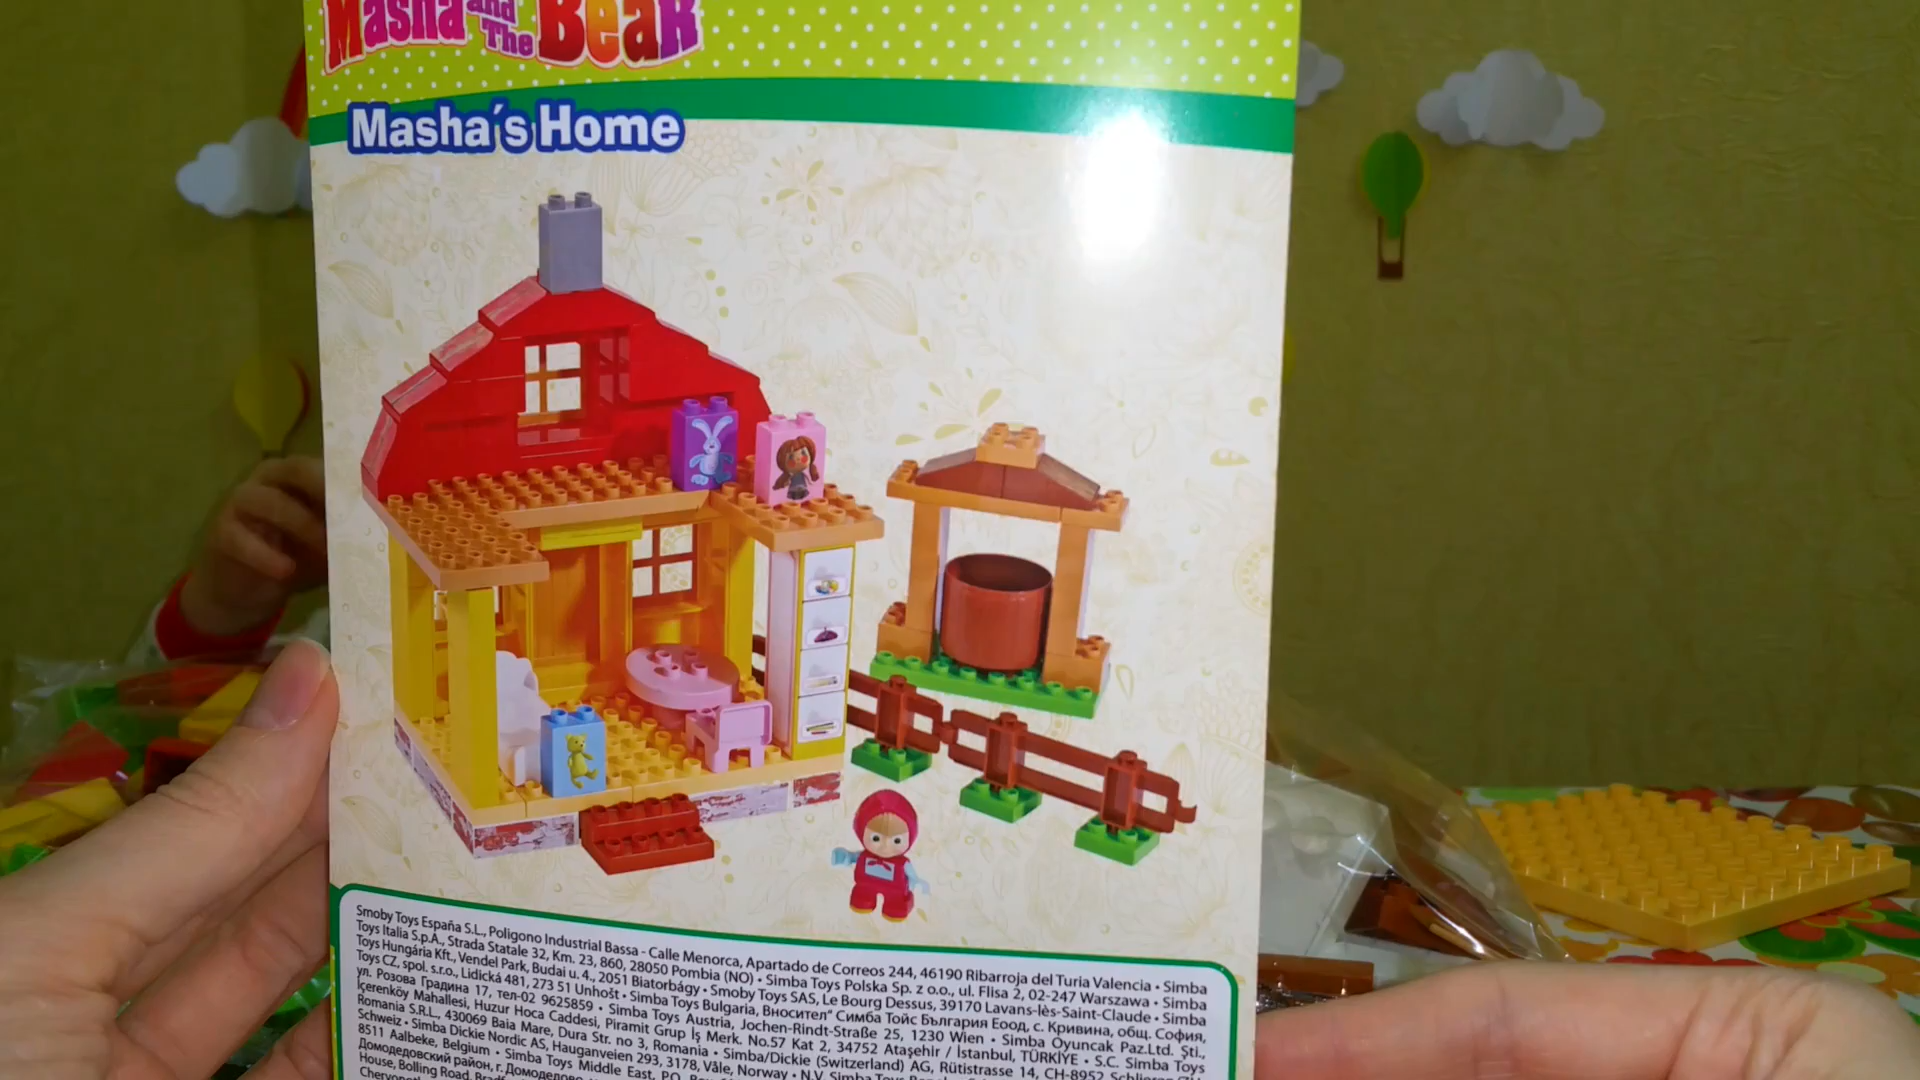 Masha and The Bear
Masha´s Home
Smoby Toys España S.L., Poligono Industrial Bassa - Calle Menorca, Apartado de Correos 244, 46190 Ribarroja del Turia Valencia • Simba
Toys Italia S.p.A., Strada Statale 32, Km. 23, 860, 28050 Pombia (NO) • Simba Toys Polska Sp. z o.o., ul. Flisa 2, 02-247 Warszawa • Simba
Toys Hungária Kft., Vendel Park, Budai u. 4., 2051 Biatorbágy • Smoby Toys SAS, Le Bourg Dessus, 39170 Lavans-lès-Saint-Claude • Simba
Toys CZ, spol. s.r.o., Lidická 481, 273 51 Unhošt • Simba Toys Bulgaria, Вносител“ Симба Тойс България Еоод, с. Кривина, общ. София,
ул. Розова Градина 17, тел-02 9625859 • Simba Toys Austria, Jochen-Rindt-Straße 25, 1230 Wien • Simba Oyuncak Paz.Ltd. Şti.,
İçerenköy Mahallesi, Huzur Hoca Caddesi, Piramit Grup İş Merk. No.57 Kat 2, 34752 Ataşehir / İstanbul, TÜRKİYE • S.C. Simba Toys
Romania S.R.L., 430069 Baia Mare, Dura Str. no 3, Romania • Simba/Dickie (Switzerland) AG, Rütistrasse 14, CH-8952 Schlieren
Schweiz • Simba Dickie Nordic AS, Hauganveien 293, 3178, Våle, Norway • N.V. Simba Toys
8511 Aalbeke, Belgium • Simba Toys Middle East, P.O. Box
Домодедовский район, г. Домодедово
House, Bolling Road,